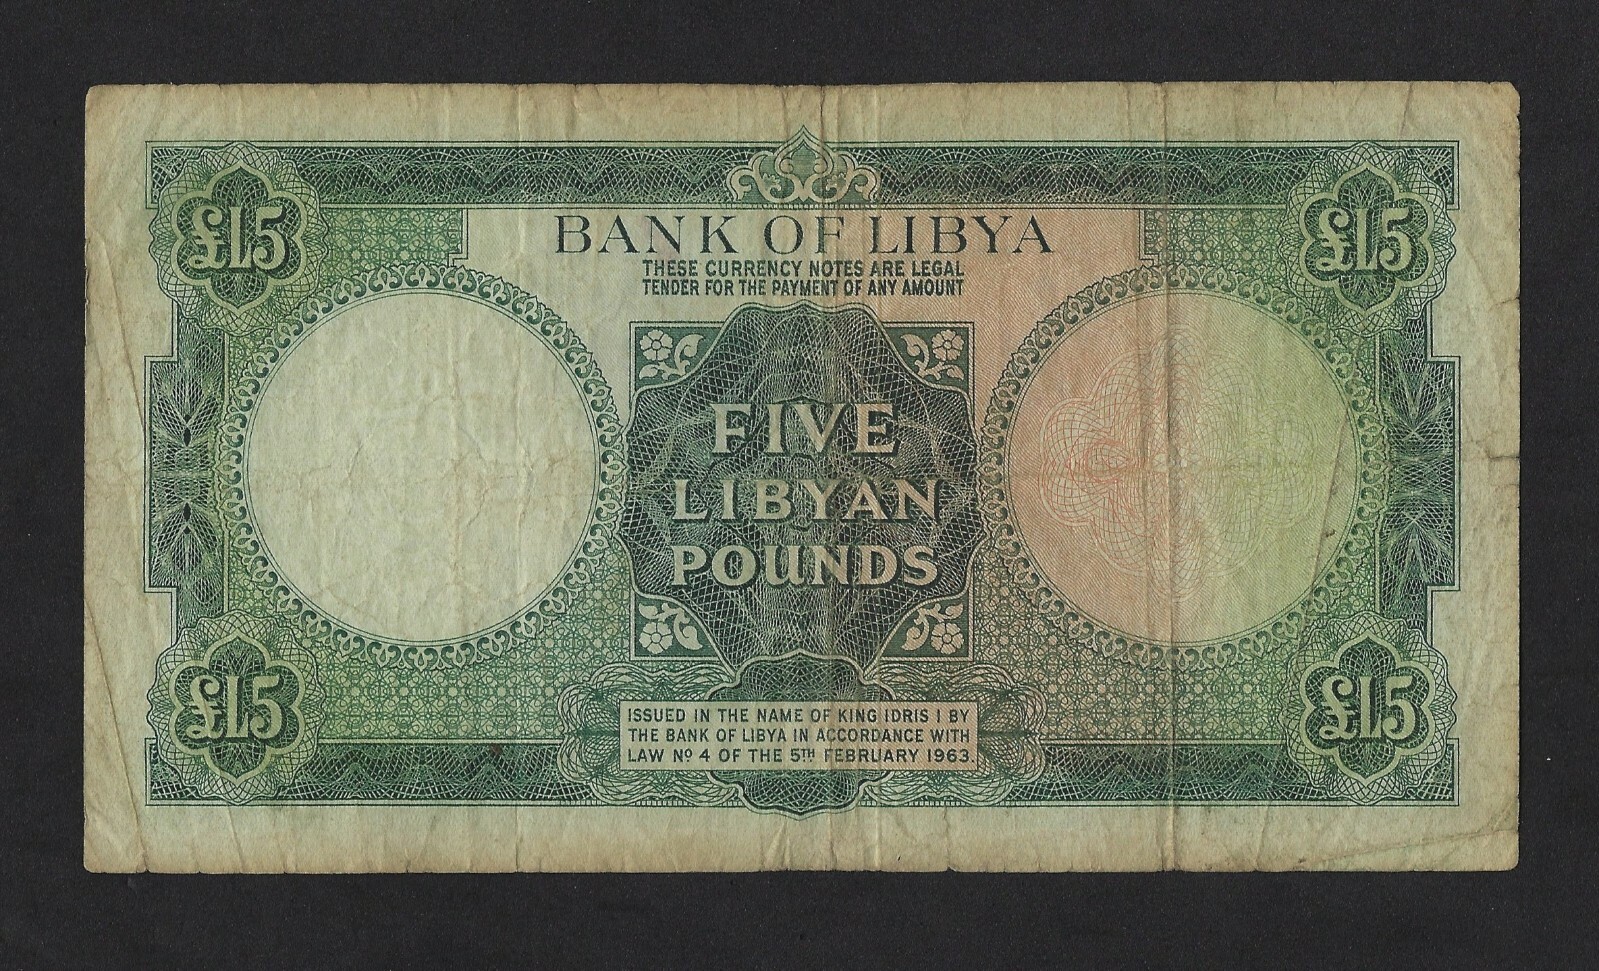 BANK OF LIBYA
THESE CURRENCY NOTES ARE LEGAL
TENDER FOR THE PAYMENT OF ANY AMOUNT
£L5
£L5
FIVE
LIBYAN
POUNDS
£L5
£L5
ISSUED IN THE NAME OF KING IDRIS I BY
THE BANK OF LIBYA IN ACCORDANCE WITH
LAW Nº 4 OF THE 5TH FEBRUARY 1963.